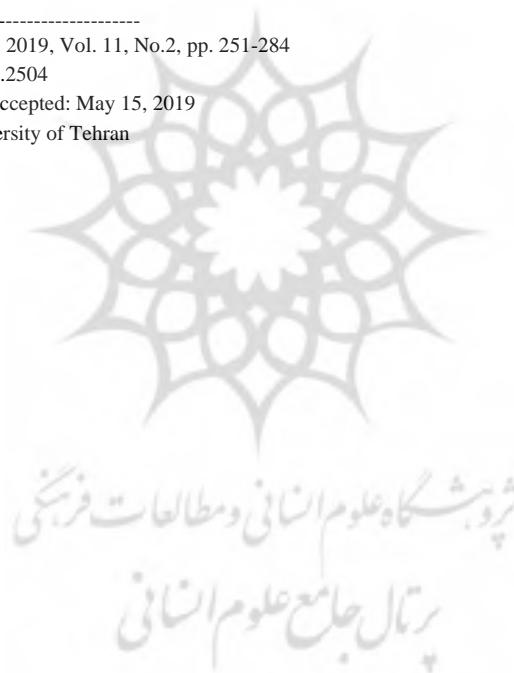 --------------------
2019, Vol. 11, No.2, pp. 251-284
.2504
ccepted: May 15, 2019
ersity of Tehran
پژوهشگاه علوم انسانی و مطالعات فرهنگی
پرتال جامع علوم انسانی